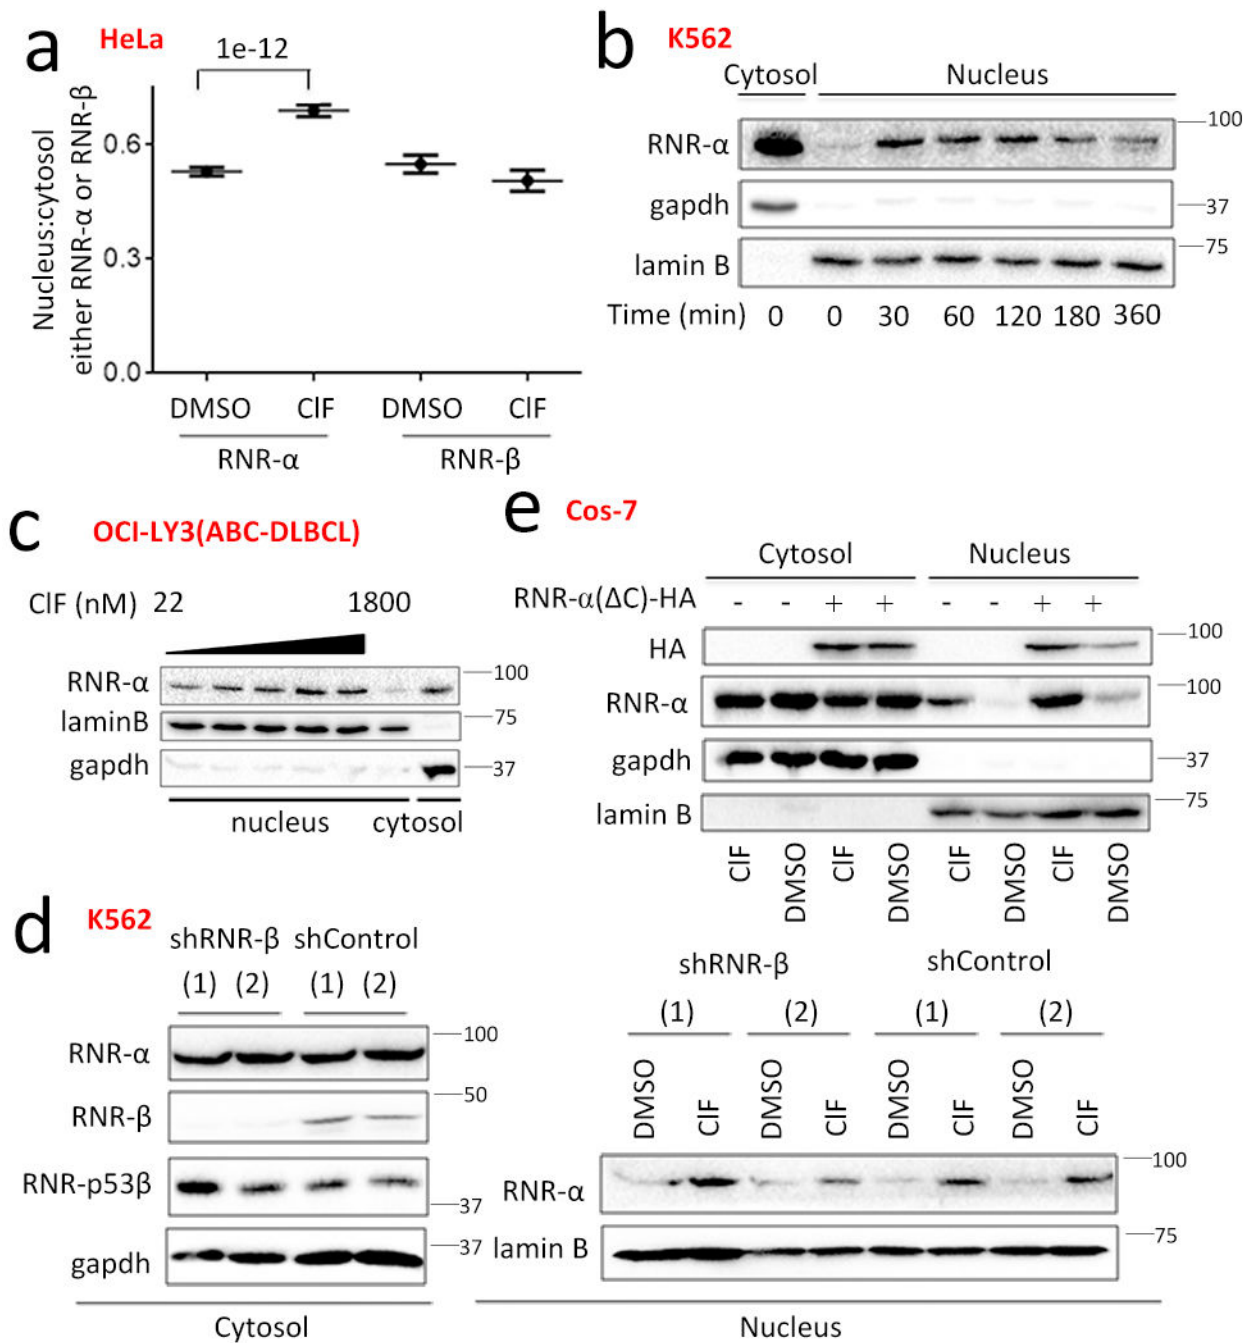 a HeLa
1e-12
Nucleus:cytosol
either RNR-α or RNR-β
0.6
0.3
0.0
DMSO ClF DMSO ClF
RNR-α RNR-β
b K562
Cytosol Nucleus
RNR-α 100
gapdh 37
lamin B 75
Time (min) 0 0 30 60 120 180 360
c OCI-LY3(ABC-DLBCL)
ClF (nM) 22 1800
RNR-α 100
laminB 75
gapdh 37
nucleus cytosol
e Cos-7
Cytosol Nucleus
RNR-α(ΔC)-HA - - + + - - + +
HA 100
RNR-α 100
gapdh 37
lamin B 75
ClF DMSO ClF DMSO ClF DMSO ClF DMSO
d K562
shRNR-β shControl
(1) (2) (1) (2)
RNR-α 100
RNR-β 50
RNR-p53β 37
gapdh 37
Cytosol
shRNR-β shControl
(1) (2) (1) (2)
DMSO ClF DMSO ClF DMSO ClF DMSO ClF
RNR-α 100
lamin B 75
Nucleus